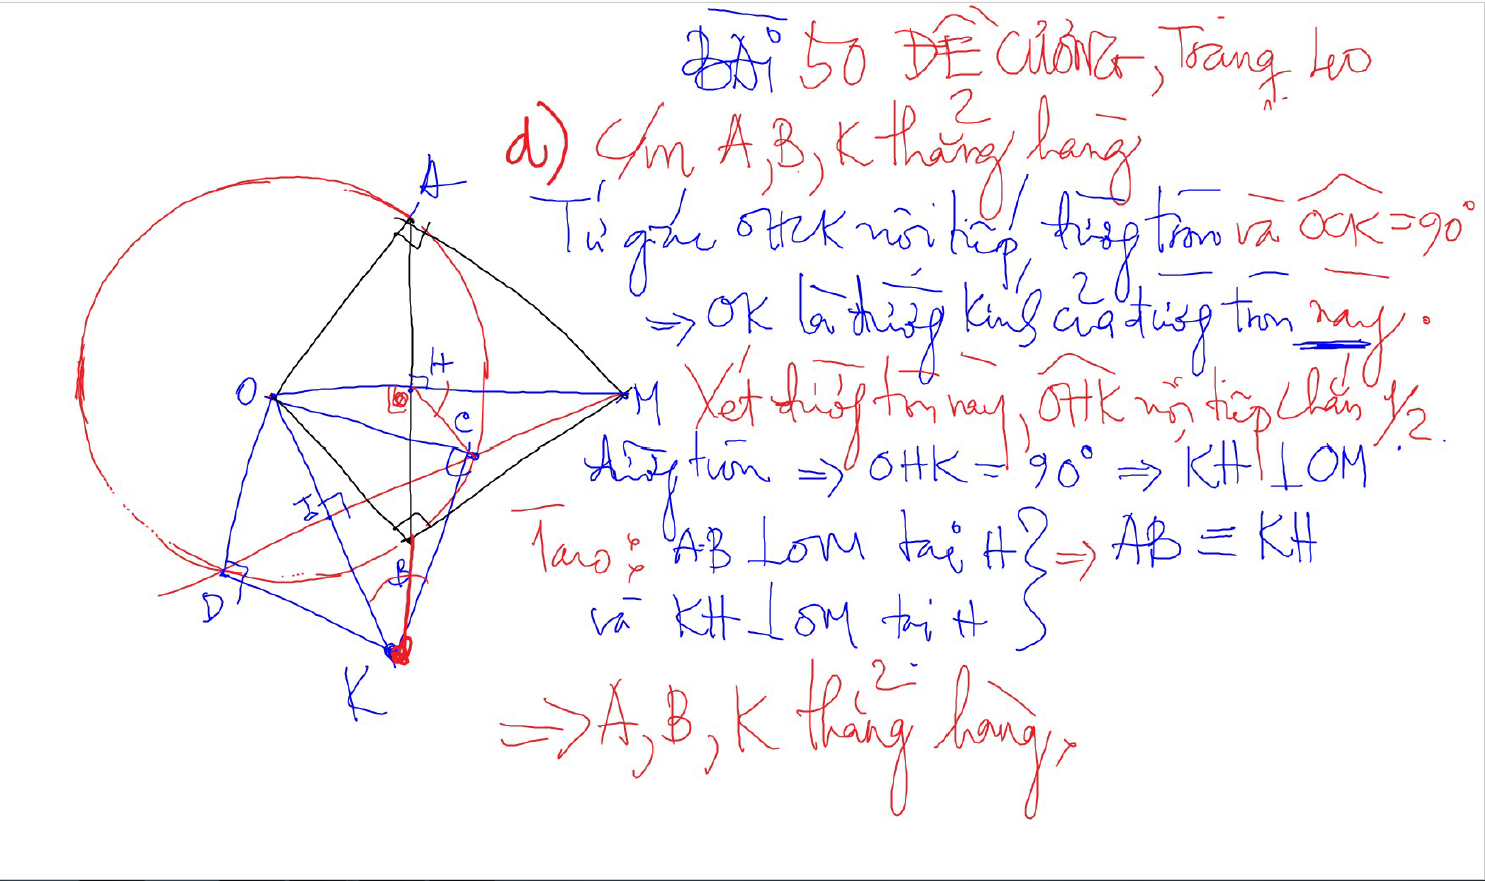 BÀI 50 ĐỀ CƯƠNG, Trang
d) C/m A, B, K thẳng hàng
Tứ giác OHCK nội tiếp đường tròn và OCK = 90°
=> OK là đường kính của đường tròn này.
Xét đường tròn này, OHK nội tiếp chắn 1/2
đường tròn => OHK = 90° => KH ⊥ OM
Ta có: AB ⊥ OM tại H } => AB ≡ KH
và KH ⊥ OM tại H
=> A, B, K thẳng hàng.
A
H
O
M
C
I
B
D
K